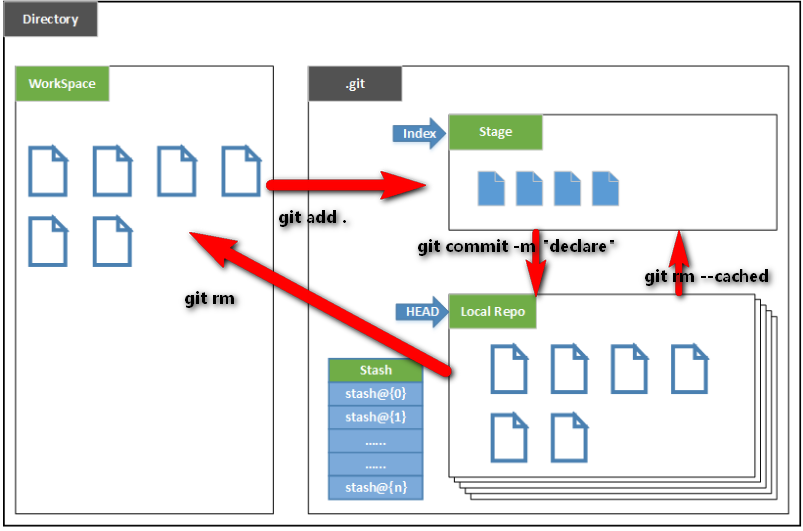 Directory
WorkSpace
.git
Index
Stage
git add .
git commit -m "declare"
git rm --cached
git rm
HEAD
Local Repo
Stash
stash@{0}
stash@{1}
......
......
stash@{n}